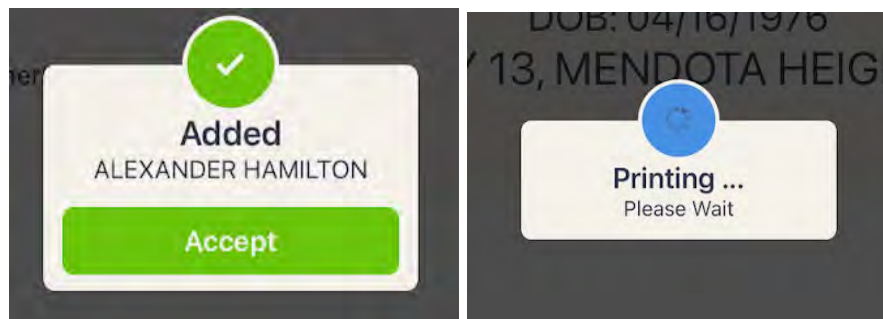 Added
ALEXANDER HAMILTON
Accept
DOB: 04/16/1976
13, MENDOTA HEIG
Printing ...
Please Wait